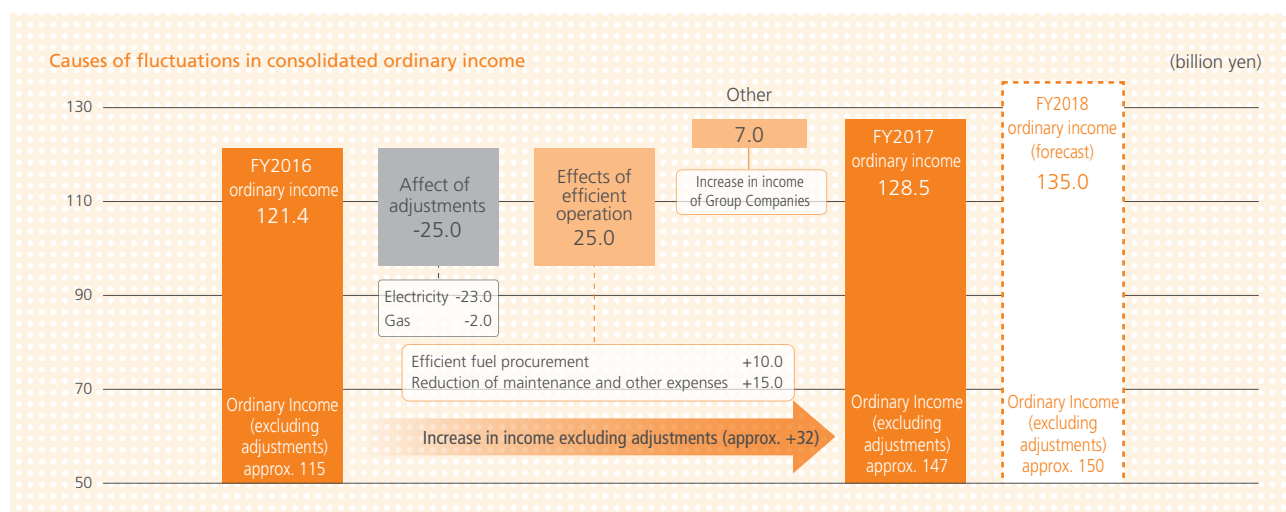 Causes of fluctuations in consolidated ordinary income
(billion yen)
130
110
90
70
50
FY2016
ordinary income
121.4
Ordinary Income
(excluding
adjustments)
approx. 115
Affect of
adjustments
-25.0
Electricity -23.0
Gas -2.0
Effects of
efficient
operation
25.0
Efficient fuel procurement +10.0
Reduction of maintenance and other expenses +15.0
Other
7.0
Increase in income
of Group Companies
Increase in income excluding adjustments (approx. +32)
FY2017
ordinary income
128.5
Ordinary Income
(excluding
adjustments)
approx. 147
FY2018
ordinary income
(forecast)
135.0
Ordinary Income
(excluding
adjustments)
approx. 150